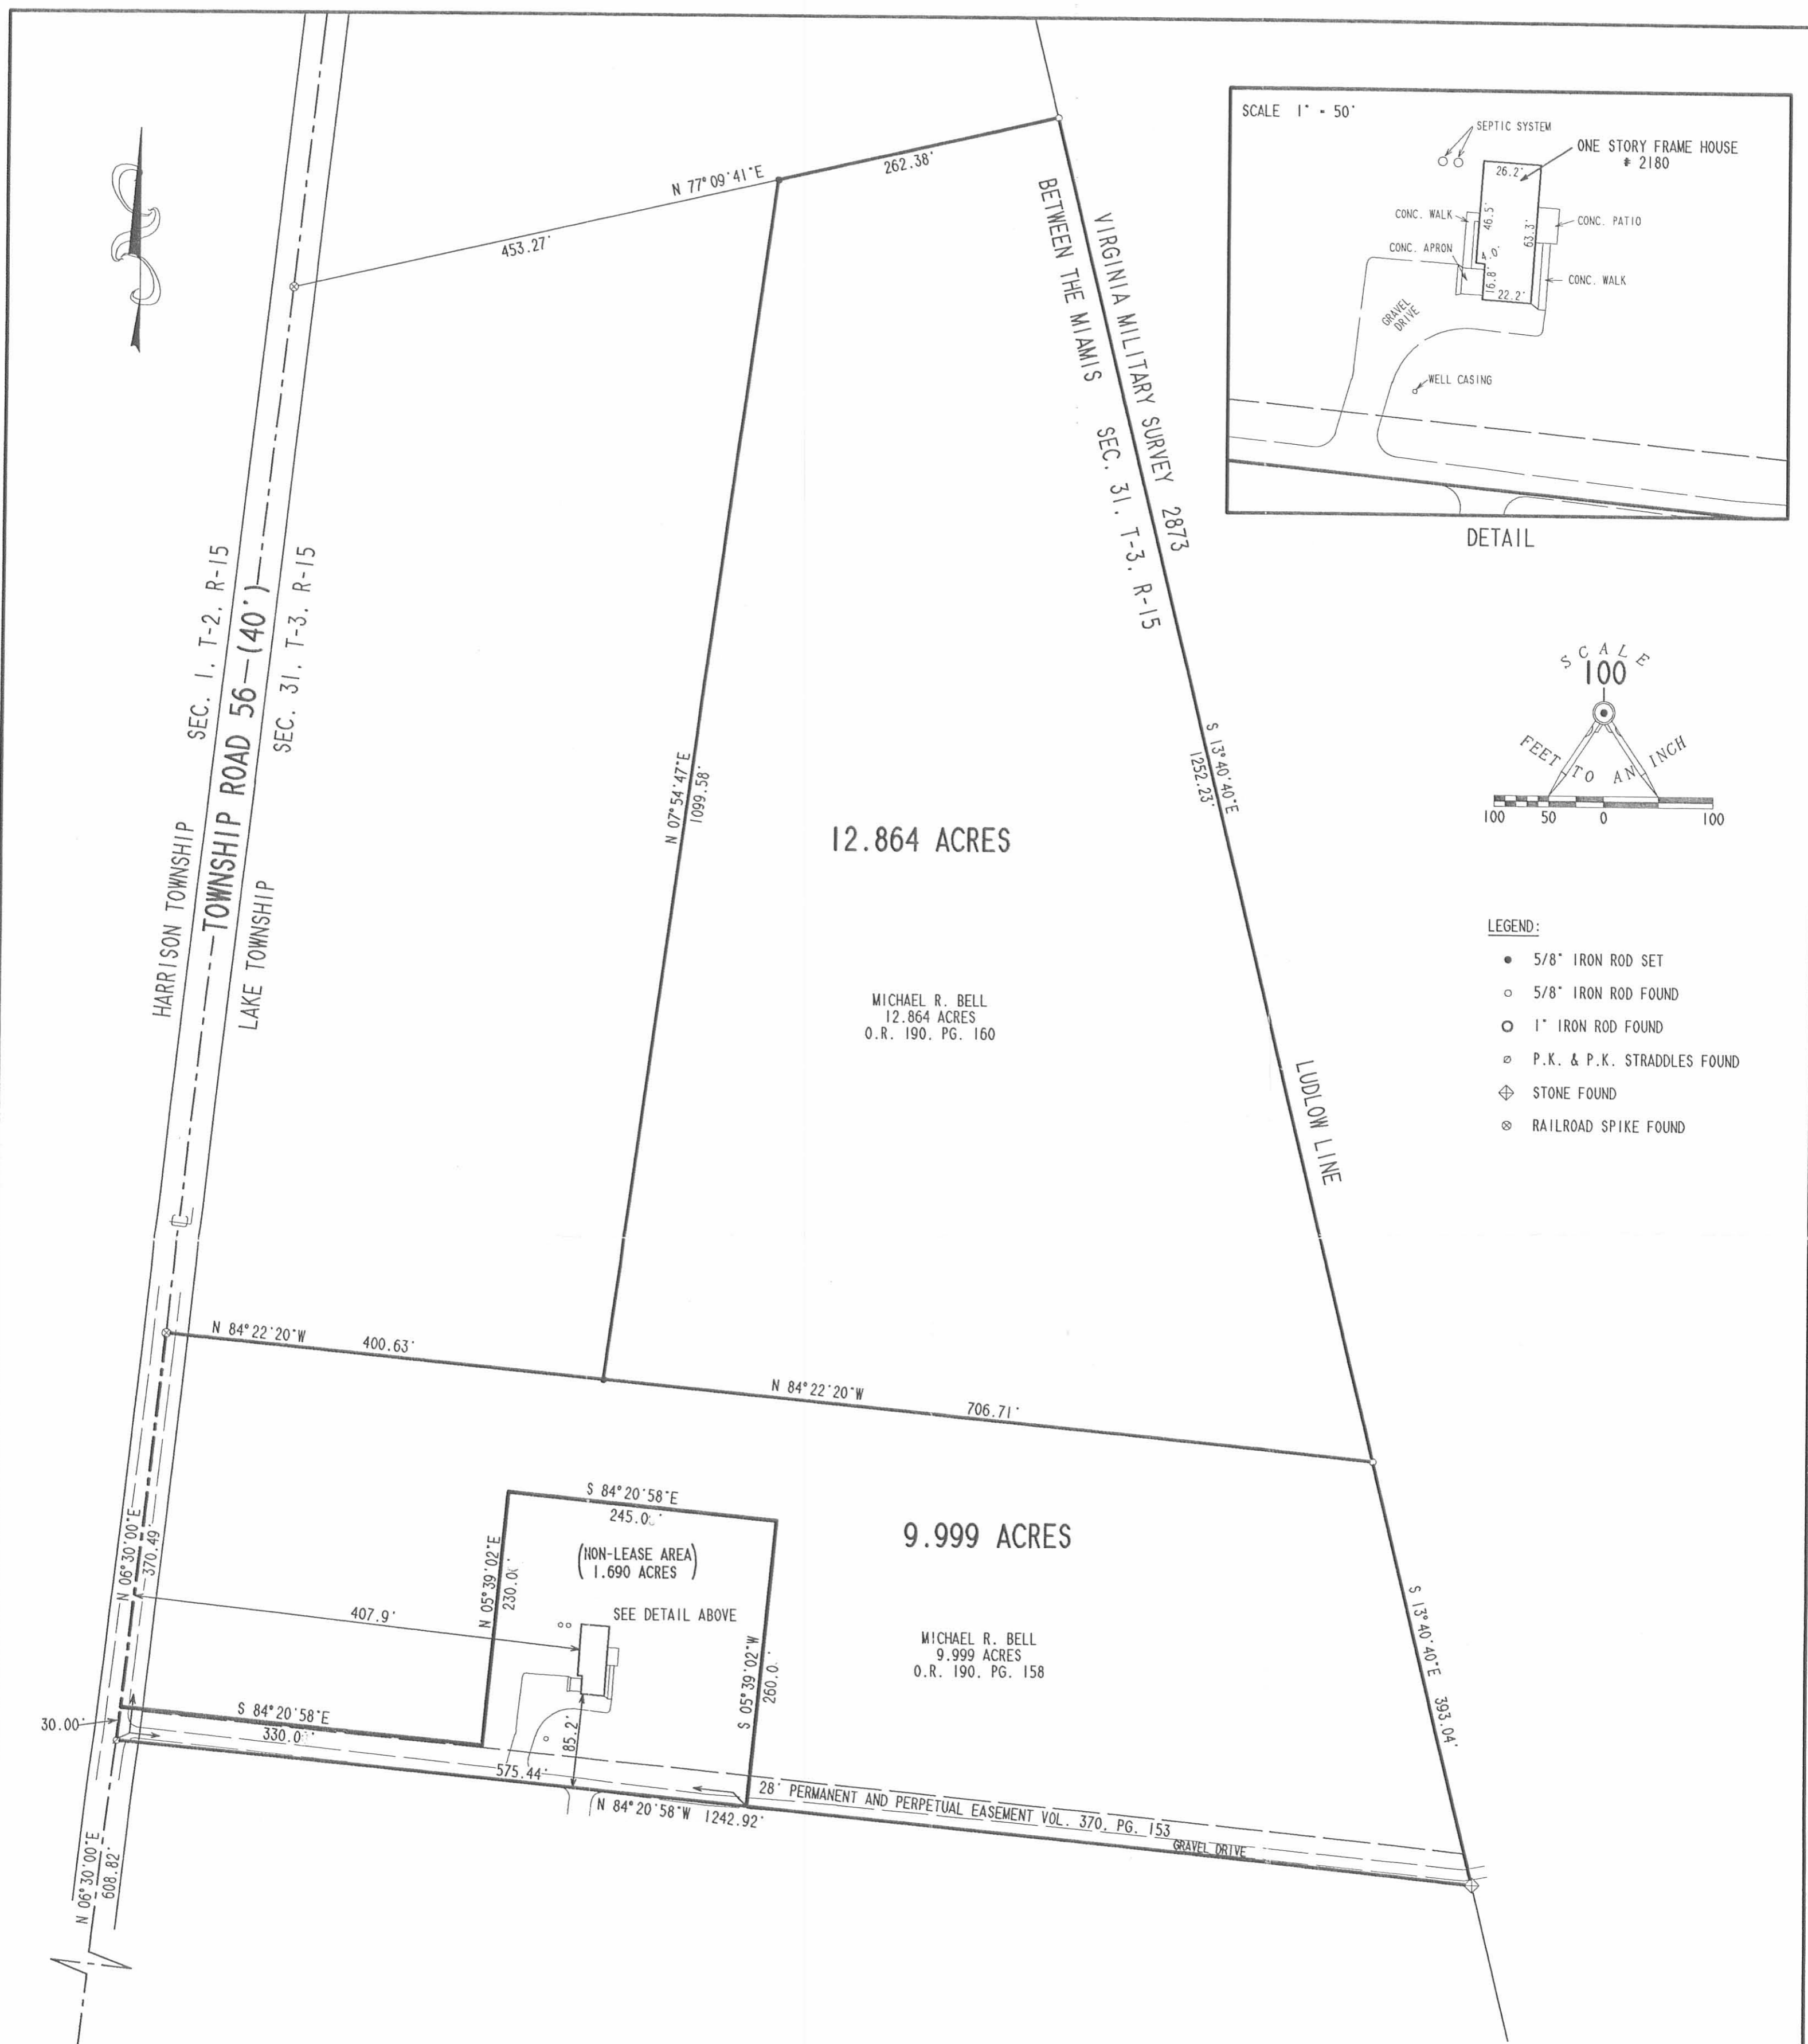 SCALE 1" - 50'
SEPTIC SYSTEM
ONE STORY FRAME HOUSE
# 2180
26.2'
CONC. WALK
46.5'
63.3'
CONC. PATIO
CONC. APRON
4.0'
16.8'
22.2'
CONC. WALK
GRAVEL
DRIVE
WELL CASING
DETAIL
N 77° 09' 41"E
262.38'
453.27'
VIRGINIA MILITARY SURVEY 2873
BETWEEN THE MIAMIS SEC. 31, T-3, R-15
SEC. 1, T-2, R-15
TOWNSHIP ROAD 56 (40')
SEC. 31, T-3, R-15
HARRISON TOWNSHIP
LAKE TOWNSHIP
N 07° 54' 47"E
1099.58'
S 13° 40' 40"E
1252.23'
12.864 ACRES
MICHAEL R. BELL
12.864 ACRES
O.R. 190, PG. 160
LUDLOW LINE
SCALE
100
FEET TO AN INCH
100 50 0 100
LEGEND:
5/8" IRON ROD SET
5/8" IRON ROD FOUND
1" IRON ROD FOUND
P.K. & P.K. STRADDLES FOUND
STONE FOUND
RAILROAD SPIKE FOUND
N 84° 22' 20"W
400.63'
N 84° 22' 20"W
706.71'
N 06° 30' 00"E
370.49'
S 84° 20' 58"E
245.0
(NON-LEASE AREA)
1.690 ACRES
N 05° 39' 02"E
230.0
407.9'
SEE DETAIL ABOVE
S 05° 39' 02"W
260.0
85.2'
9.999 ACRES
MICHAEL R. BELL
9.999 ACRES
O.R. 190, PG. 158
S 13° 40' 40"E 393.04'
S 84° 20' 58"E
330.0
30.00'
575.44'
N 84° 20' 58"W 1242.92'
28' PERMANENT AND PERPETUAL EASEMENT VOL. 370, PG. 153
GRAVEL DRIVE
N 06° 30' 00"E
608.82'